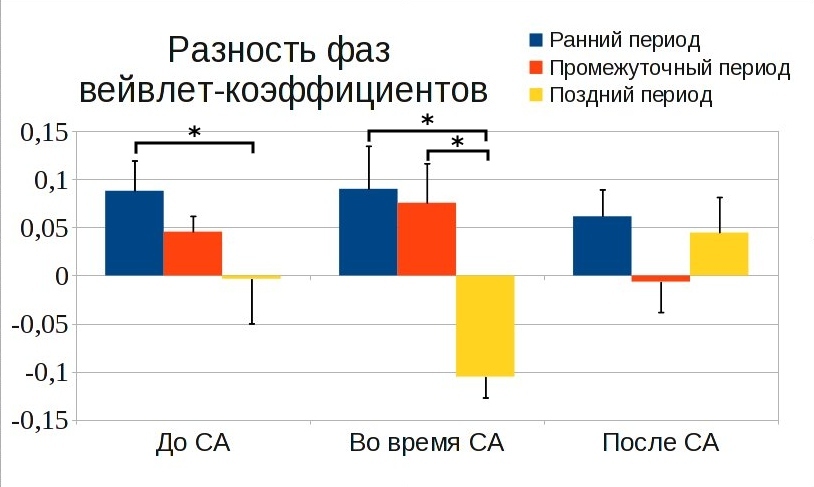 Разность фаз
вейвлет-коэффициентов
Ранний период
Промежуточный период
Поздний период
0,15
0,1
0,05
0
-0,05
-0,1
-0,15
*
*
*
До СА
Во время СА
После СА